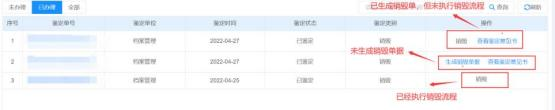 已生成销毁单,但未执行销毁流程
未办理 已办理 全部 查询 刷新
序号 鉴定单号 鉴定单位 鉴定时间 鉴定状态 鉴定类别 操作
1 档案管理 2022-04-27 已鉴定 销毁 销毁 查看鉴定意见书
未生成销毁单据
2 档案管理 2022-04-27 已鉴定 销毁 生成销毁单据 查看鉴定意见书
3 档案管理 2022-04-25 已鉴定 销毁 销毁
已经执行销毁流程